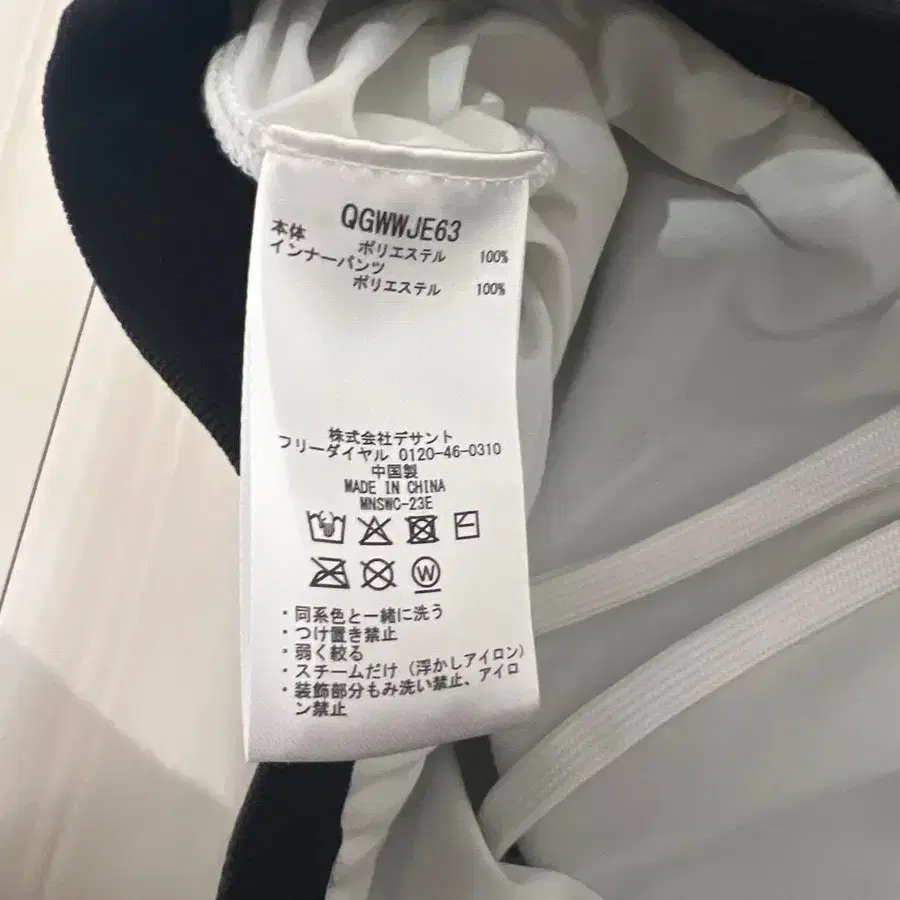 QGWWJE63
本体
ポリエステル 100%
インナーパンツ
ポリエステル 100%
株式会社デサント
フリーダイヤル 0120-46-0310
中国製
MADE IN CHINA
MNSWC-23E
W
・同系色と一緒に洗う
・つけ置き禁止
・弱く絞る
・スチームだけ(浮かしアイロン)
・装飾部分もみ洗い禁止、アイロ
ン禁止